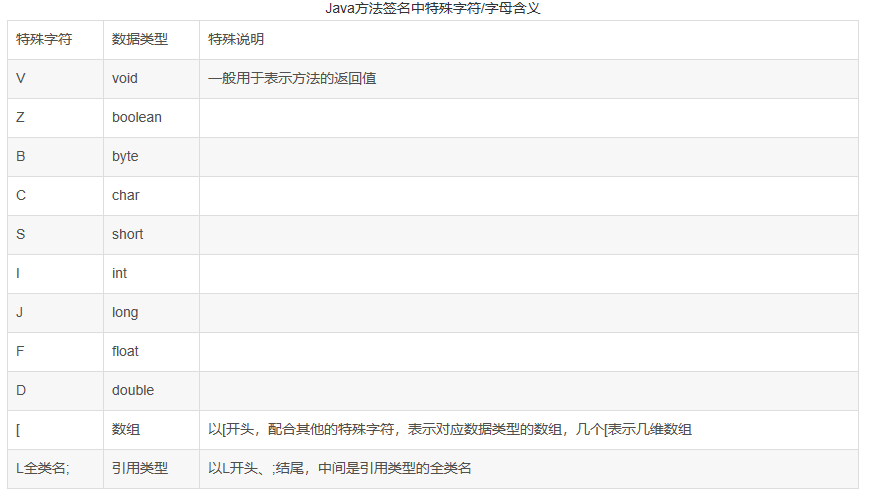 Java方法签名中特殊字符/字母含义
特殊字符 数据类型 特殊说明
V void 一般用于表示方法的返回值
Z boolean
B byte
C char
S short
I int
J long
F float
D double
[ 数组 以[开头，配合其他的特殊字符，表示对应数据类型的数组，几个[表示几维数组
L全类名; 引用类型 以L开头、;结尾，中间是引用类型的全类名